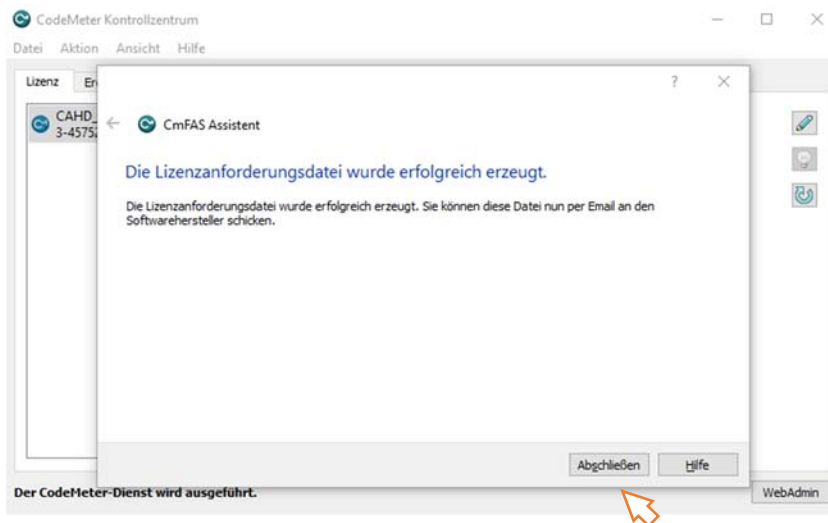 CodeMeter Kontrollzentrum
Datei Aktion Ansicht Hilfe
Lizenz
CAHD_
3-4575
?
CmFAS Assistent
Die Lizenzanforderungsdatei wurde erfolgreich erzeugt.
Die Lizenzanforderungsdatei wurde erfolgreich erzeugt. Sie können diese Datei nun per Email an den
Softwarehersteller schicken.
Abschließen Hilfe
Der CodeMeter-Dienst wird ausgeführt.
WebAdmin